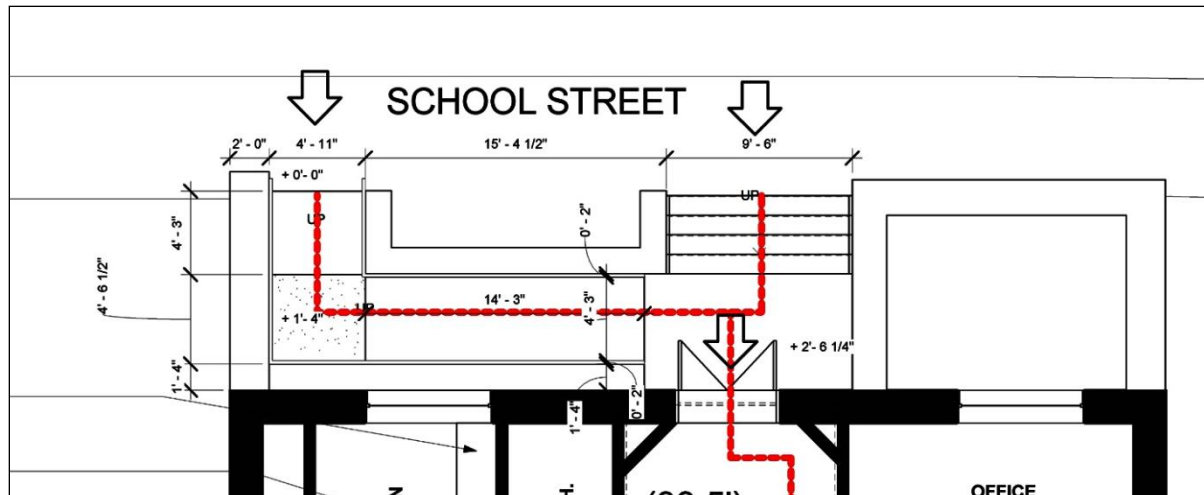 SCHOOL STREET
2' - 0"
4' - 11"
15' - 4 1/2"
9' - 6"
+ 0'- 0"
UP
UP
4' - 3"
0' - 2"
4' - 6 1/2"
UP
14' - 3"
4' - 3"
+ 1'- 4"
+ 2'- 6 1/4"
1' - 4"
1' - 4"
0' - 2"
N
H.
OFFICE